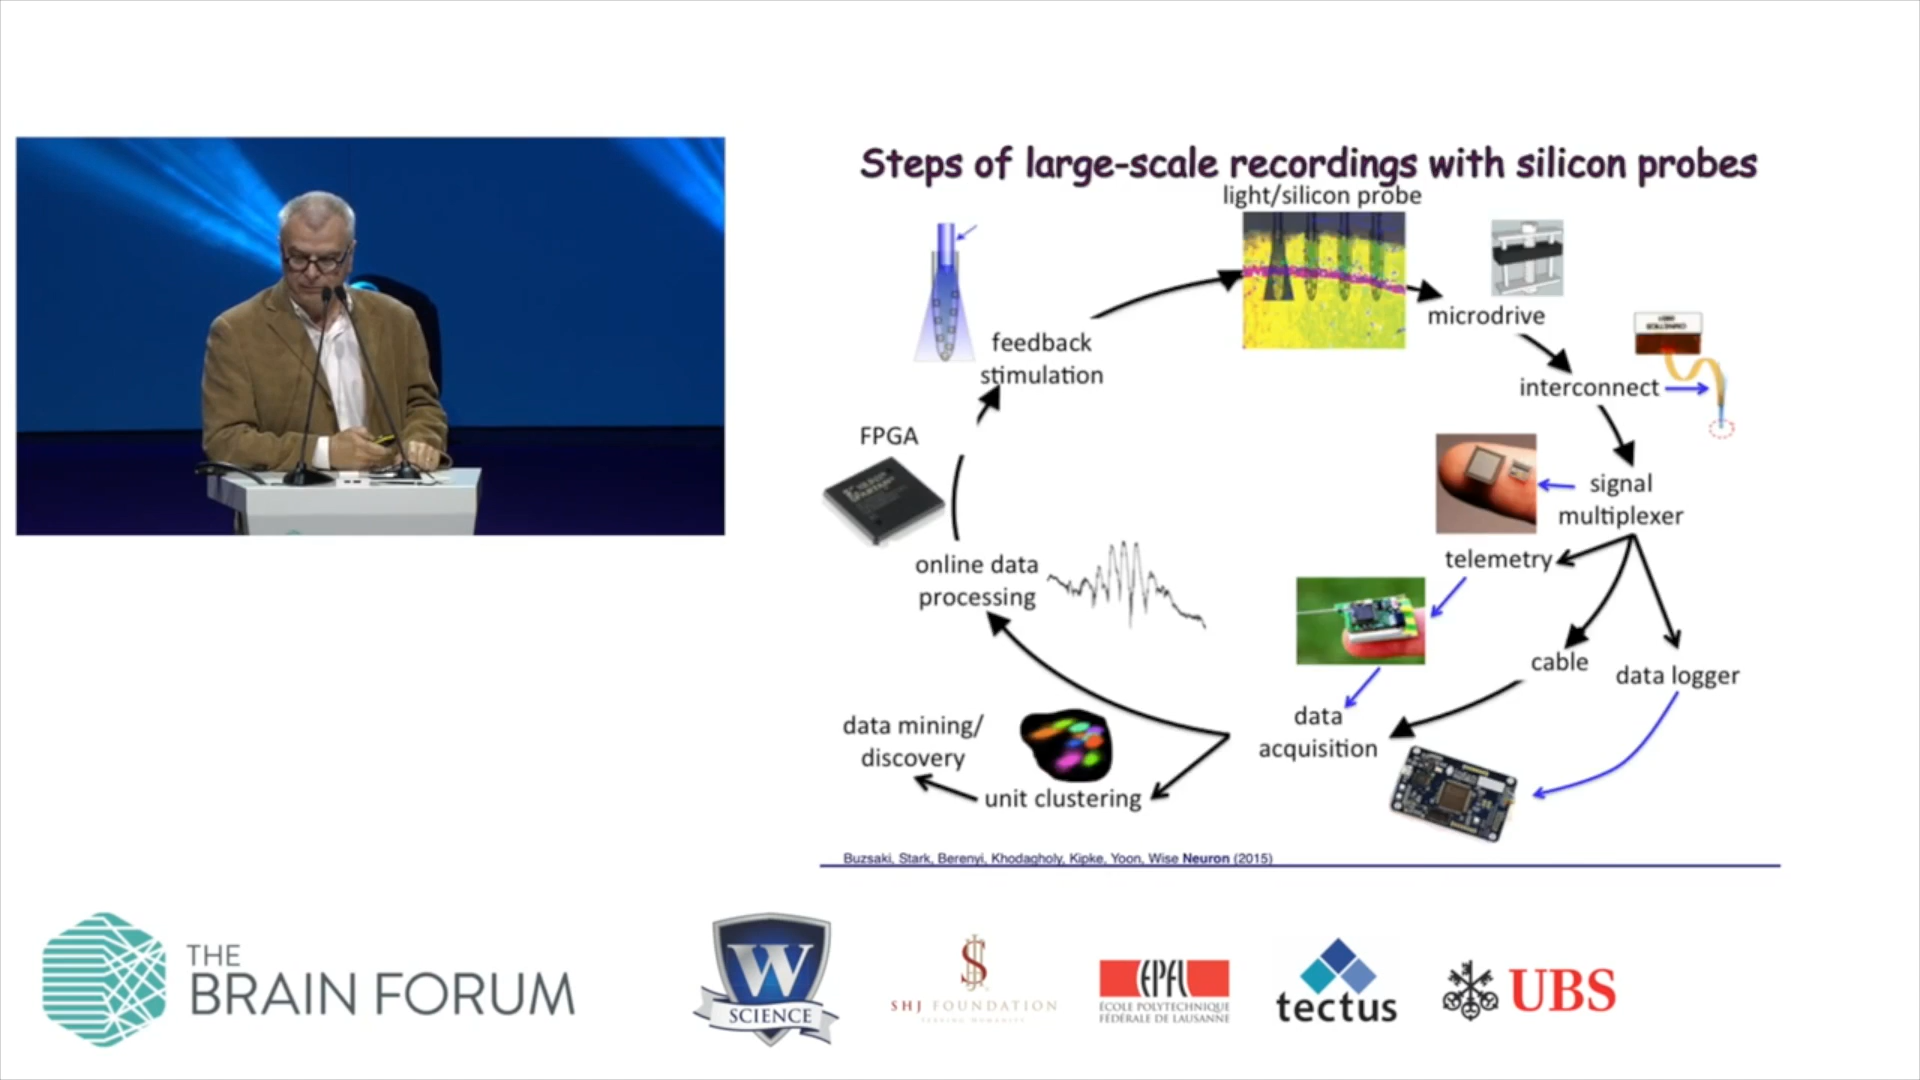 Steps of large-scale recordings with silicon probes
light/silicon probe
microdrive
interconnect
signal
multiplexer
telemetry
cable
data logger
data
acquisition
unit clustering
data mining/
discovery
online data
processing
FPGA
feedback
stimulation
Buzsaki, Stark, Berenyi, Khodagholy, Kipke, Yoon, Wise Neuron (2015)
THE
BRAIN FORUM
W
SCIENCE
SHJ FOUNDATION
EPFL
ÉCOLE POLYTECHNIQUE
FÉDÉRALE DE LAUSANNE
tectus
UBS